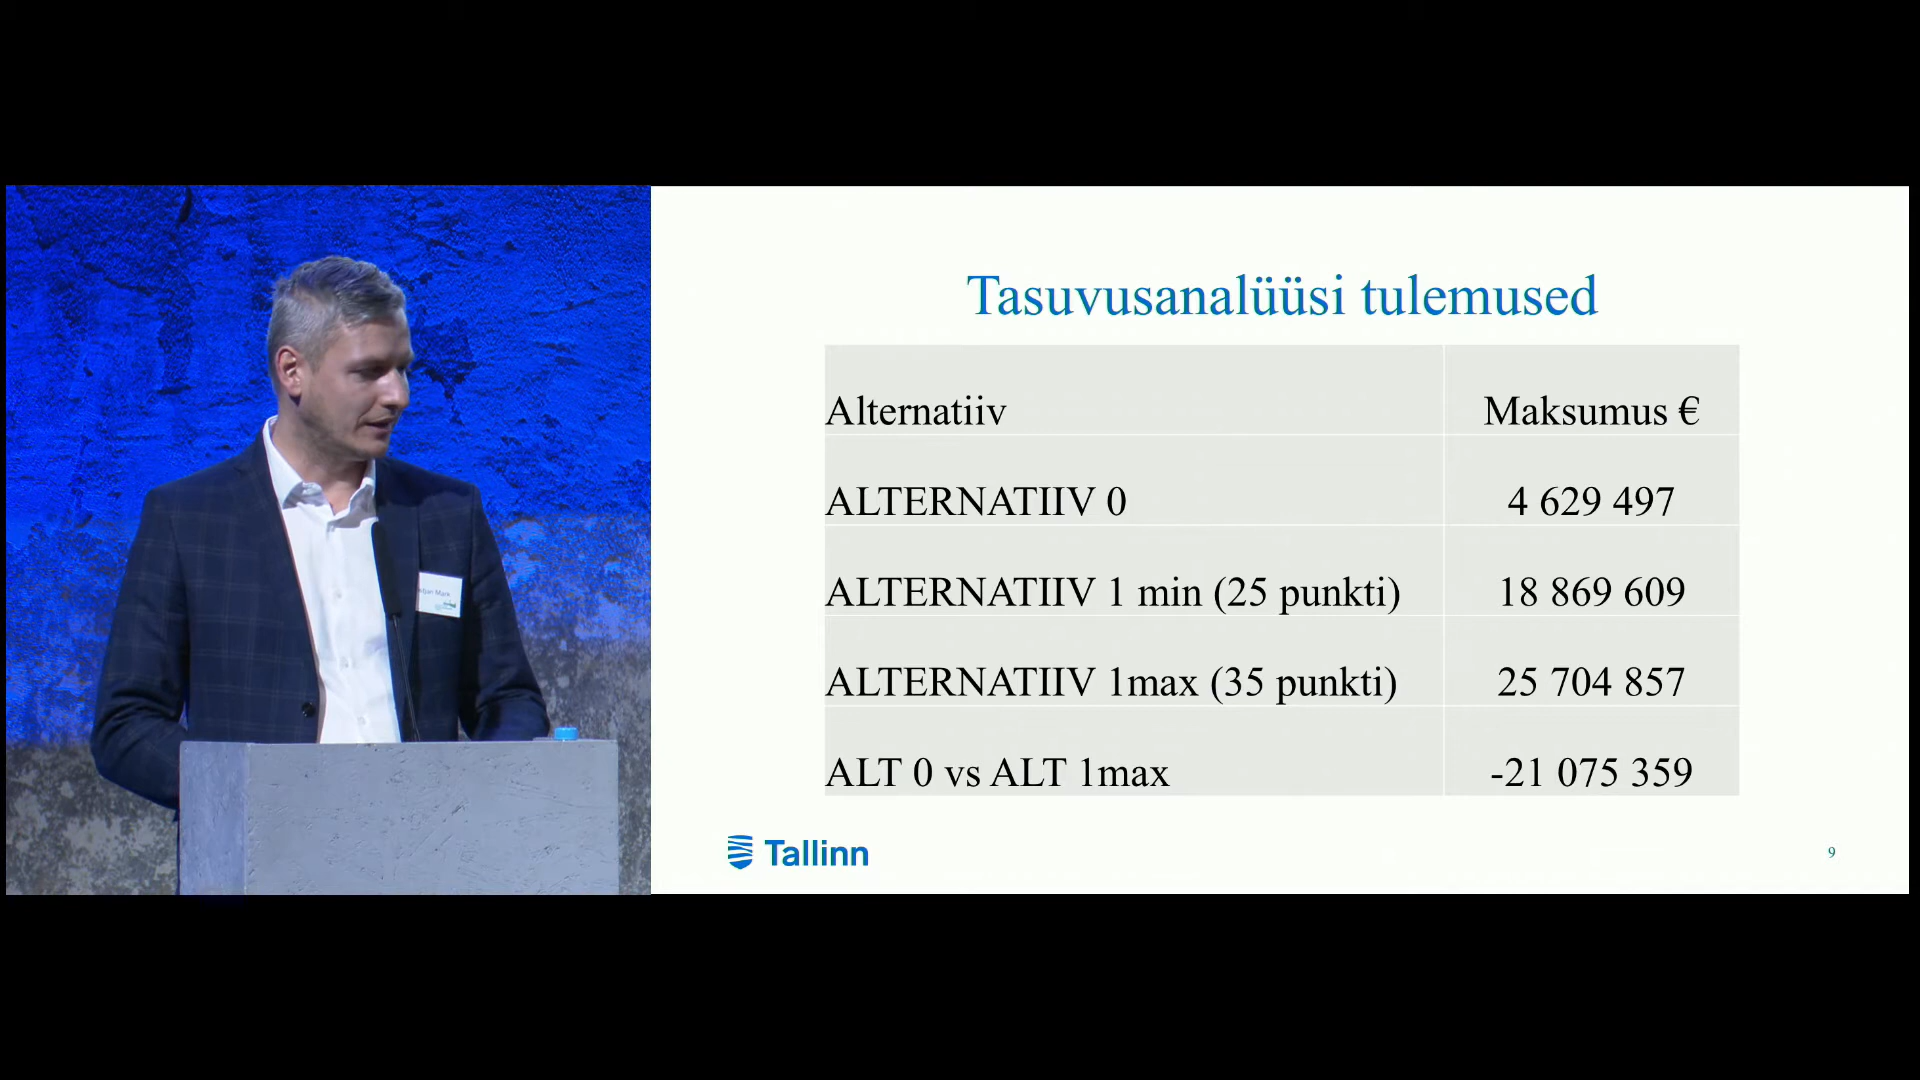 Tasuvusanalüüsi tulemused
Alternatiiv Maksumus €
ALTERNATIIV 0 4 629 497
ALTERNATIIV 1 min (25 punkti) 18 869 609
ALTERNATIIV 1max (35 punkti) 25 704 857
ALT 0 vs ALT 1max -21 075 359
Tallinn
9